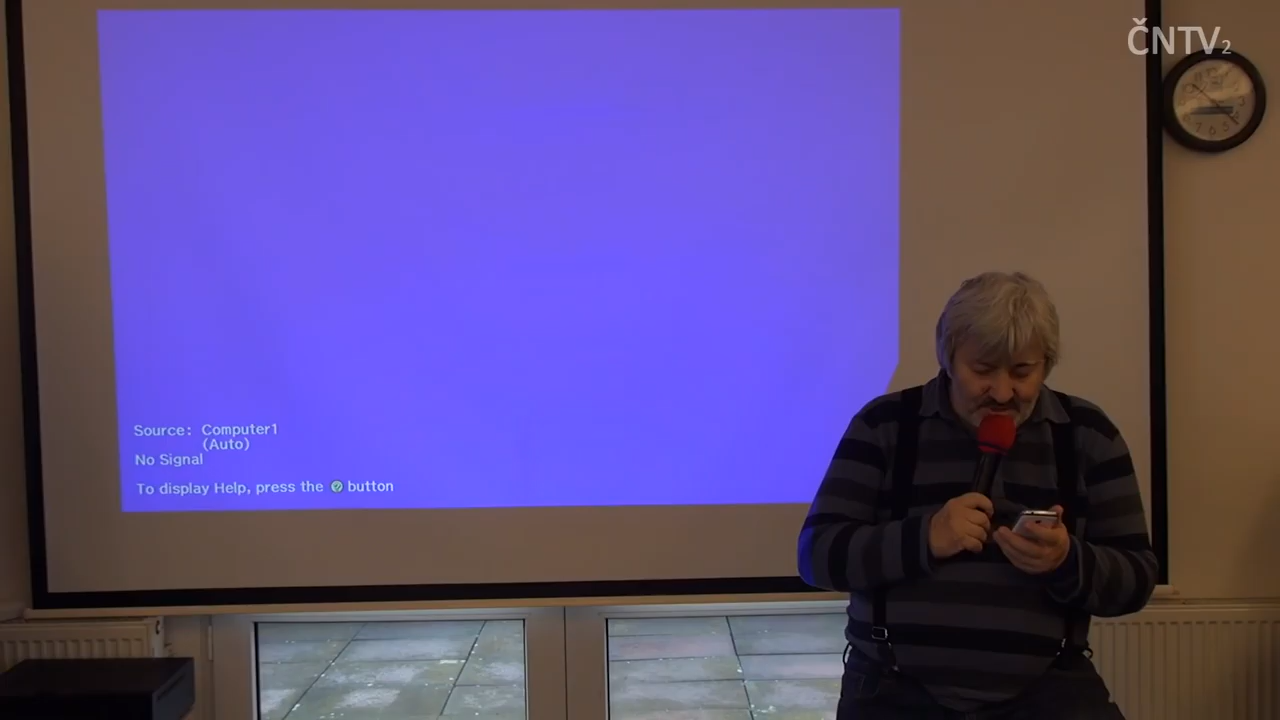 ČNTV2
Source: Computer1
(Auto)
No Signal
To display Help, press the ? button